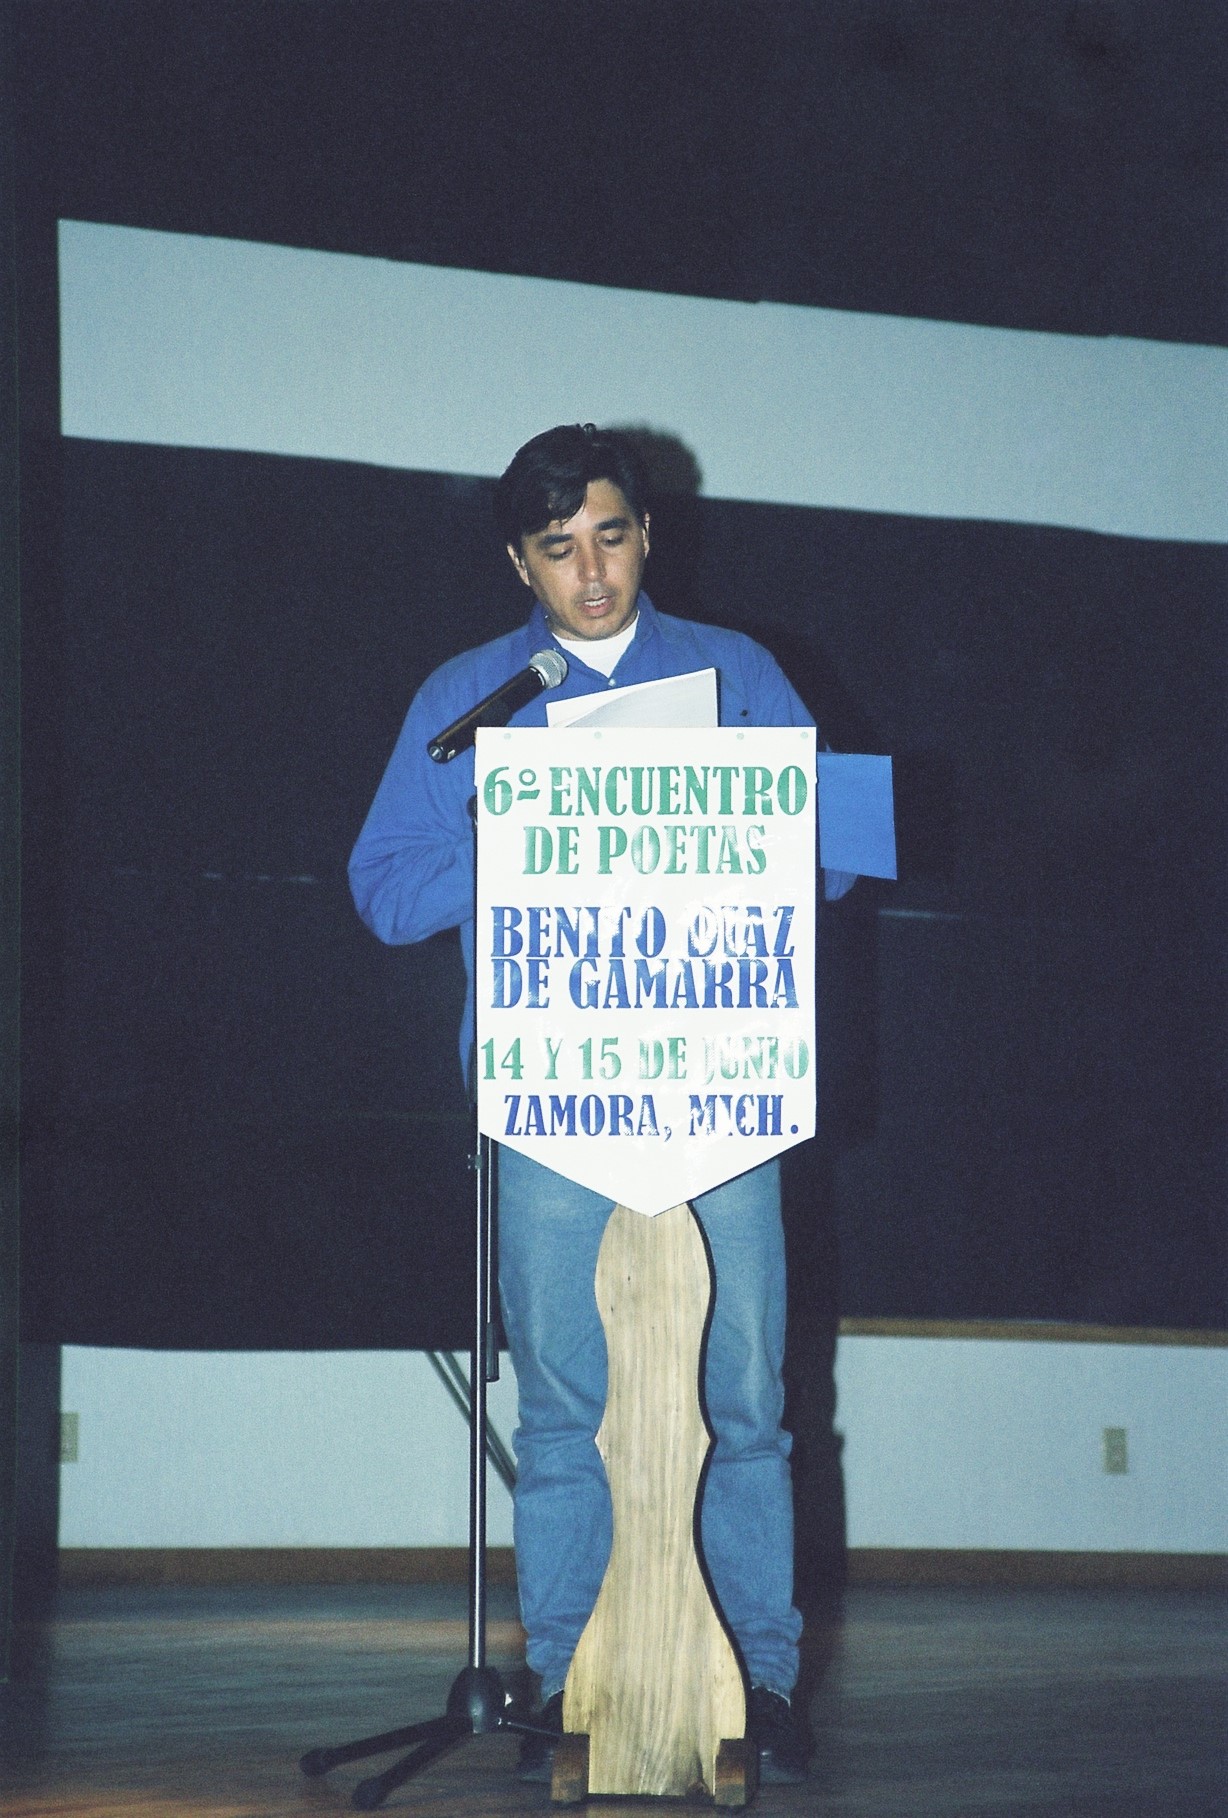 6º ENCUENTRO
DE POETAS
BENITO DIAZ
DE GAMARRA
14 Y 15 DE JUNIO
ZAMORA, MICH.